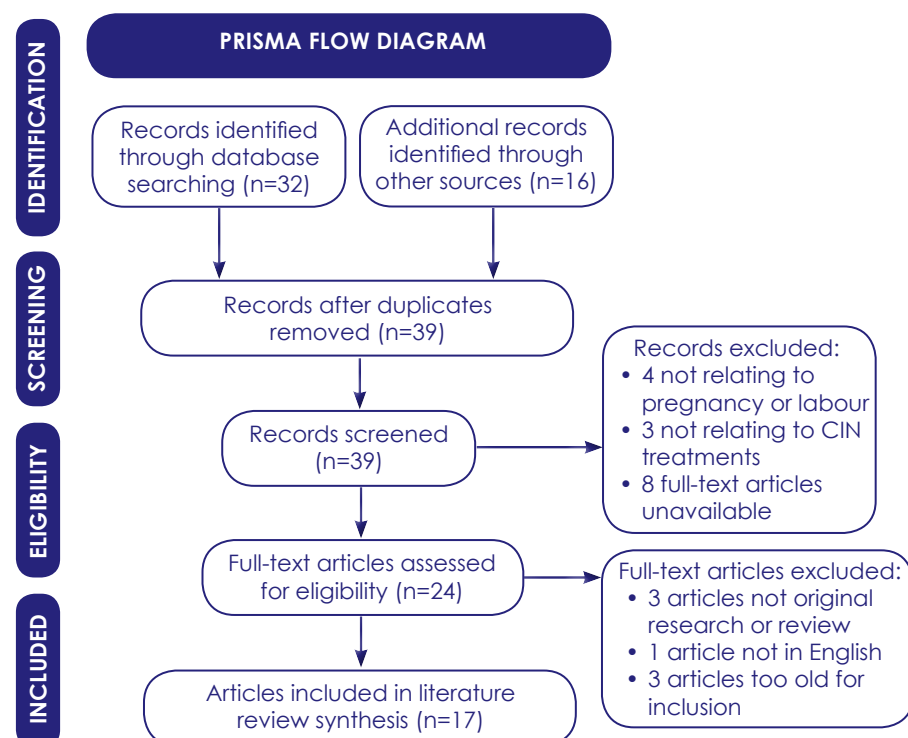 PRISMA FLOW DIAGRAM
IDENTIFICATION
Records identified
through database
searching (n=32)
Additional records
identified through
other sources (n=16)
SCREENING
Records after duplicates
removed (n=39)
Records screened
(n=39)
Records excluded:
• 4 not relating to
pregnancy or labour
• 3 not relating to CIN
treatments
• 8 full-text articles
unavailable
ELIGIBILITY
Full-text articles assessed
for eligibility (n=24)
Full-text articles excluded:
• 3 articles not original
research or review
• 1 article not in English
• 3 articles too old for
inclusion
INCLUDED
Articles included in literature
review synthesis (n=17)